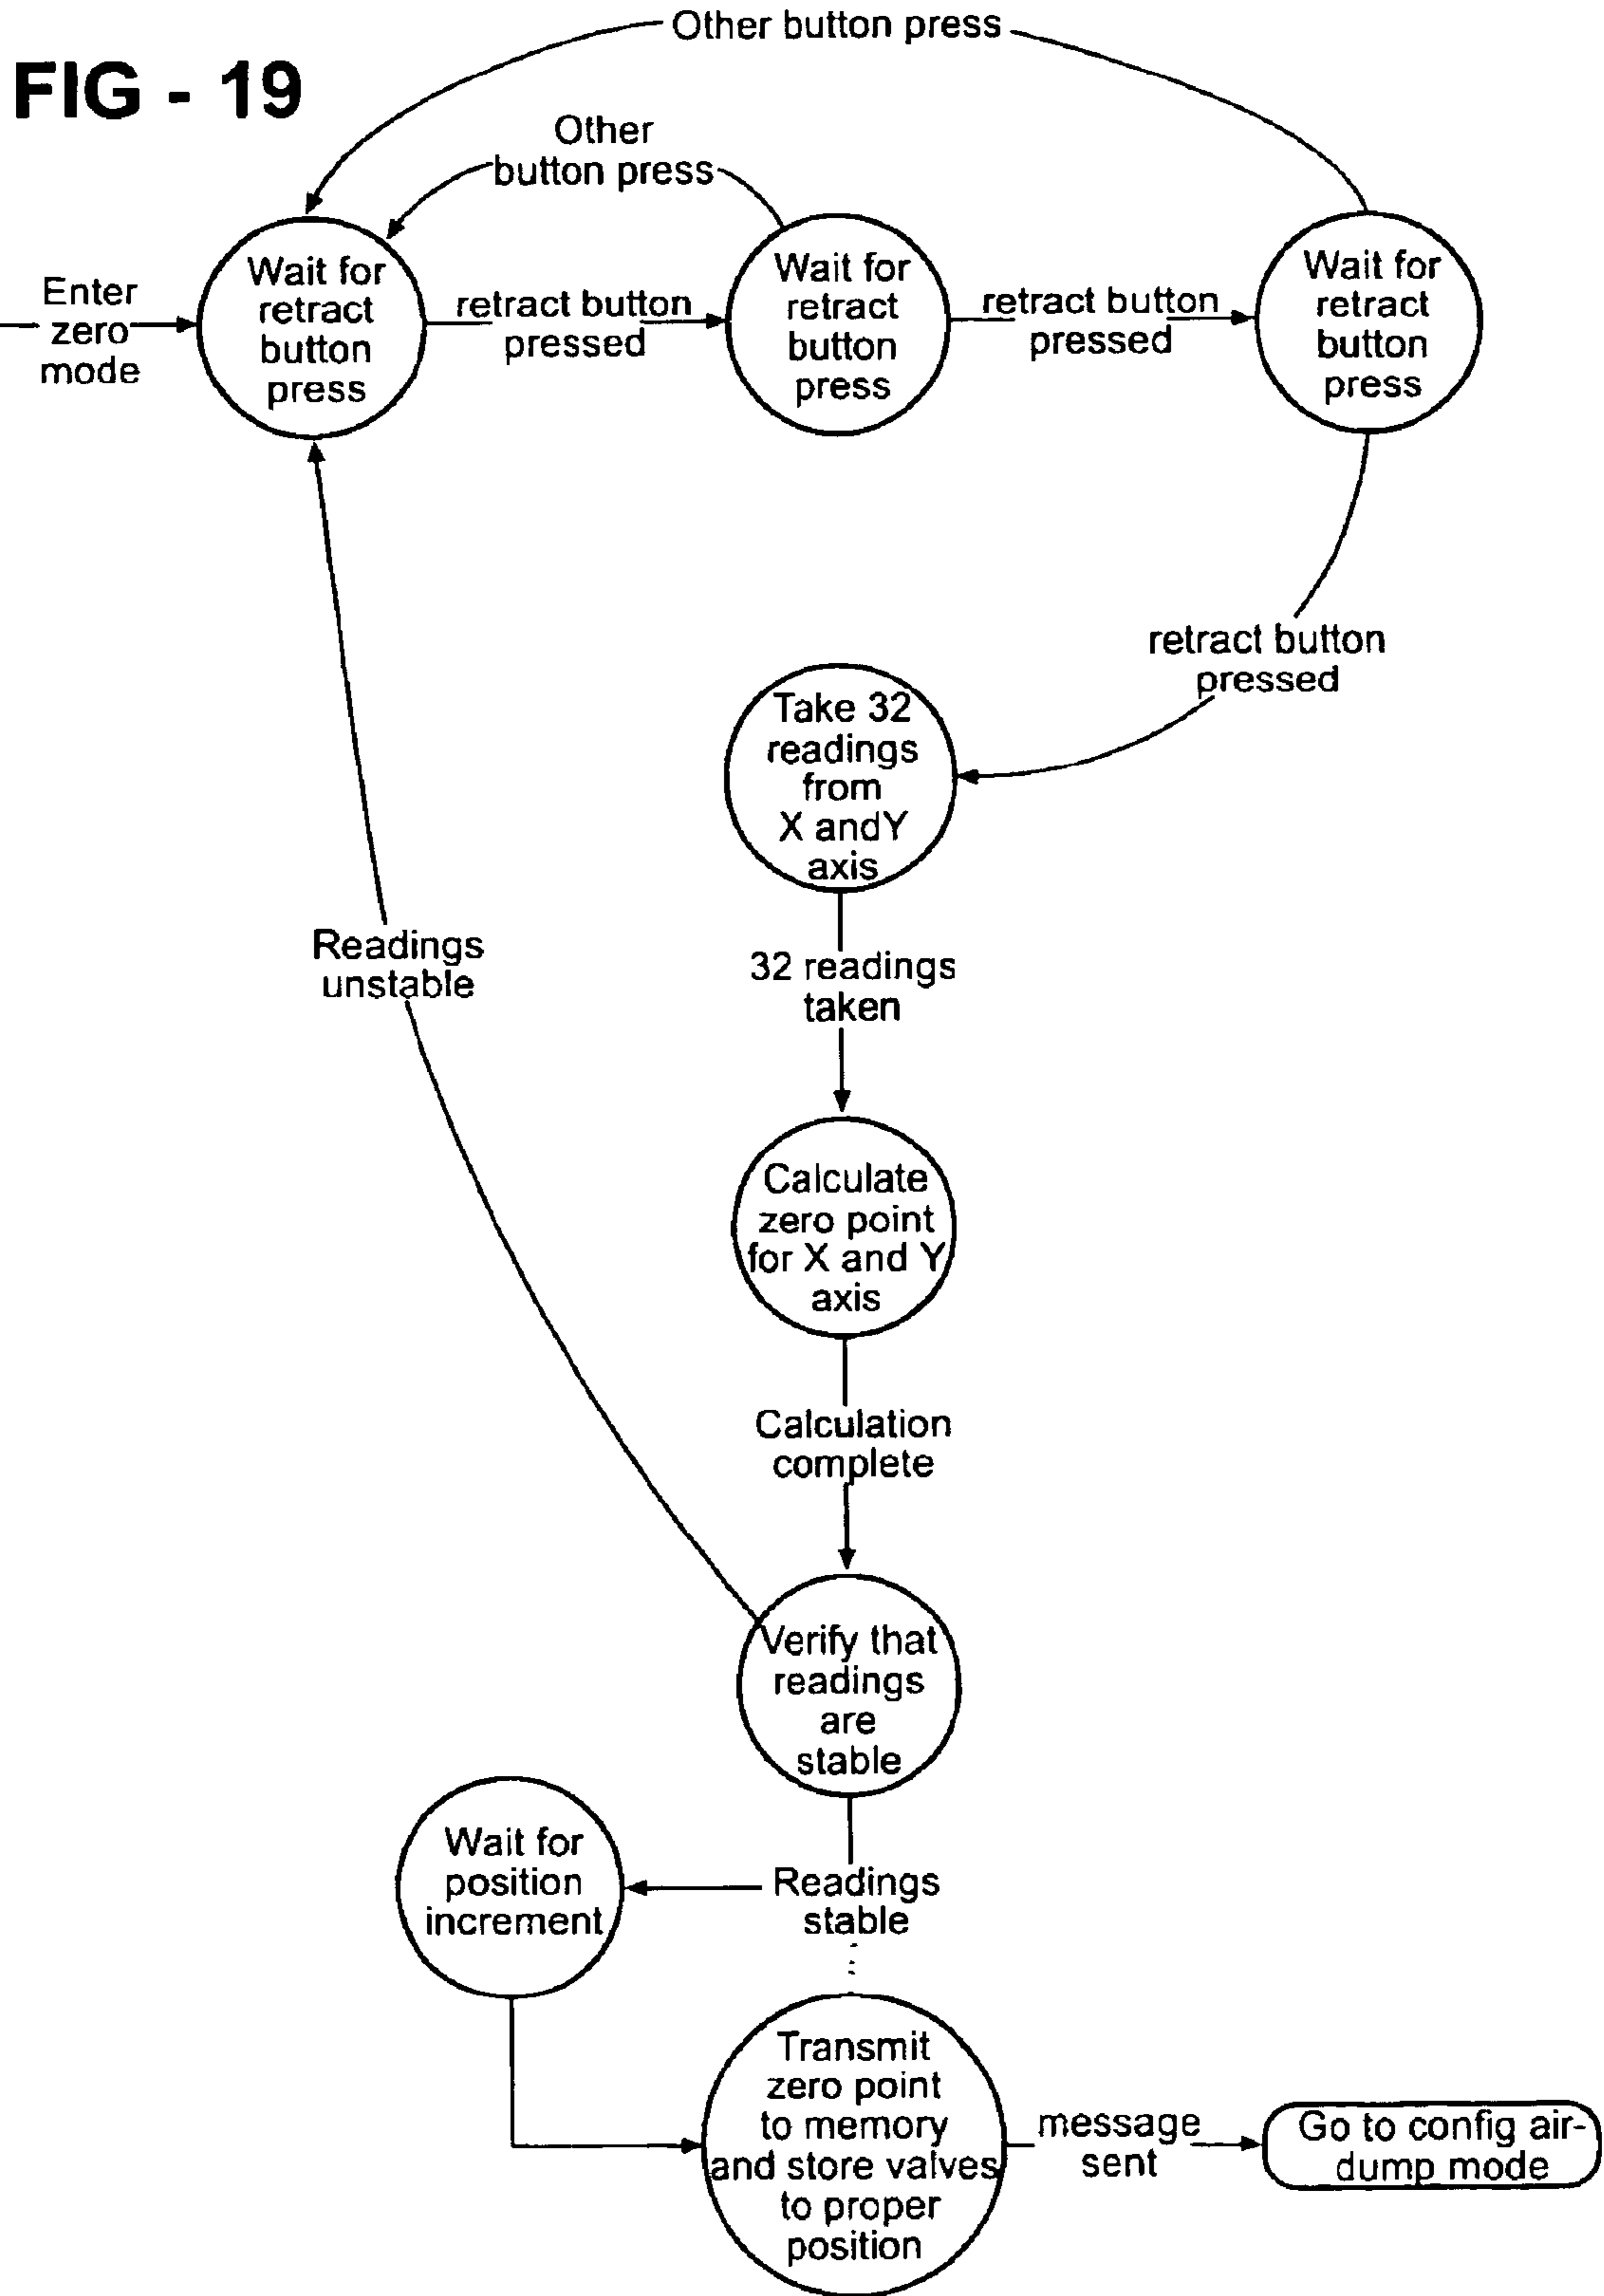 Other button press
FIG - 19
Other
button press
Enter
zero
mode
Wait for
retract
button
press
retract button
pressed
Wait for
retract
button
press
retract button
pressed
Wait for
retract
button
press
retract button
pressed
Take 32
readings
from
X andY
axis
Readings
unstable
32 readings
taken
Calculate
zero point
for X and Y
axis
Calculation
complete
Verify that
readings
are
stable
Wait for
position
increment
Readings
stable
Transmit
zero point
to memory
and store valves
to proper
position
message
sent
Go to config air-
dump mode